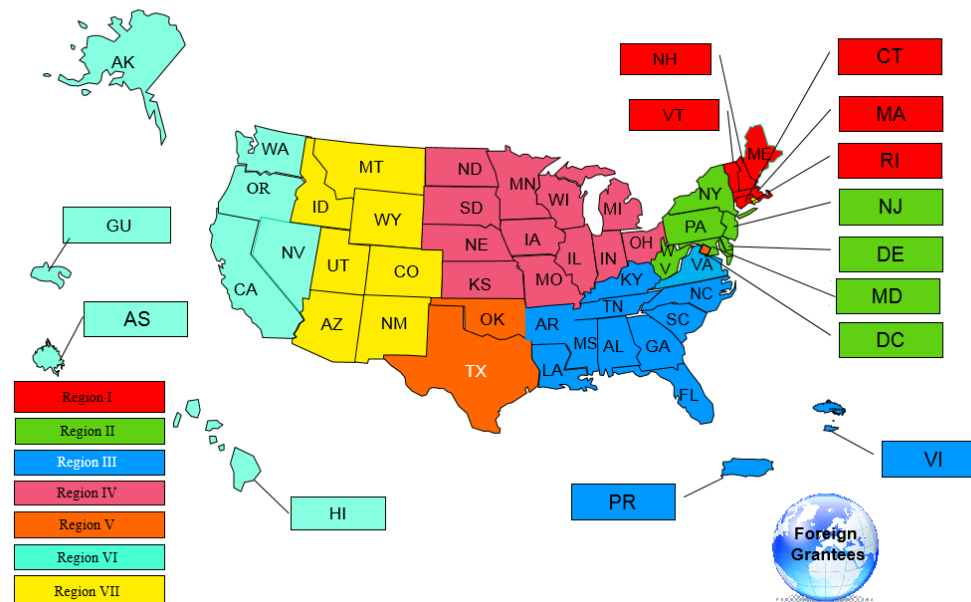 AK
NH
CT
VT
MA
ME
RI
WA
MT
ND
MN
OR
ID
SD
WI
MI
NY
NJ
GU
WY
PA
DE
NV
NE
IA
OH
W
V
UT
CO
IL
IN
VA
MD
CA
KS
MO
KY
NC
AS
AZ
NM
OK
AR
TN
SC
DC
TX
MS
AL
GA
LA
FL
Region I
Region II
Region III
Region IV
Region V
Region VI
Region VII
HI
PR
VI
Foreign
Grantees